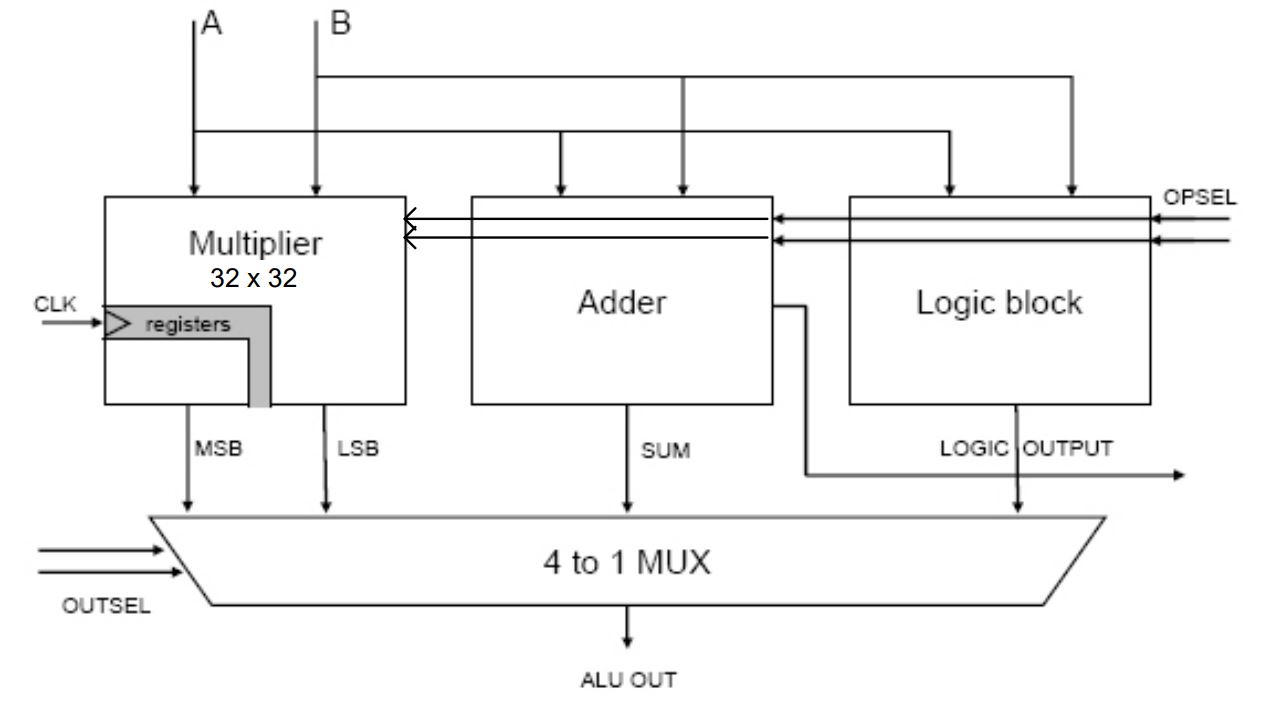 A
B
OPSEL
Multiplier
32 x 32
Adder
Logic block
CLK
registers
MSB
LSB
SUM
LOGIC OUTPUT
4 to 1 MUX
OUTSEL
ALU OUT